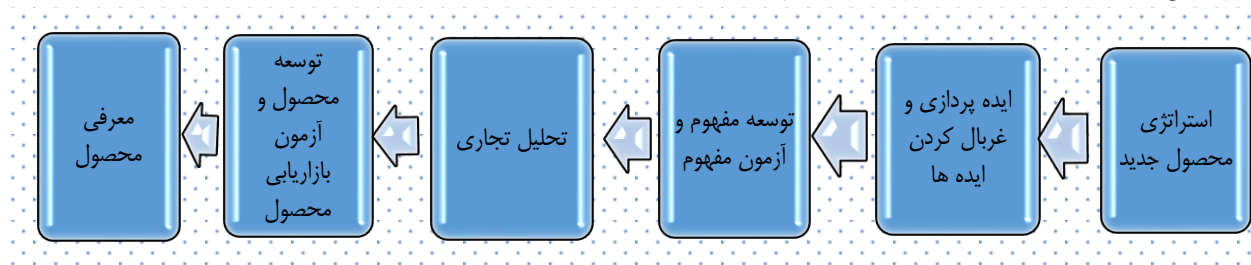 استراتژی
محصول جدید
ایده پردازی و
غربال کردن
ایده ها
توسعه مفهوم و
آزمون مفهوم
تحلیل تجاری
توسعه
محصول و
آزمون
بازاریابی
محصول
معرفی
محصول